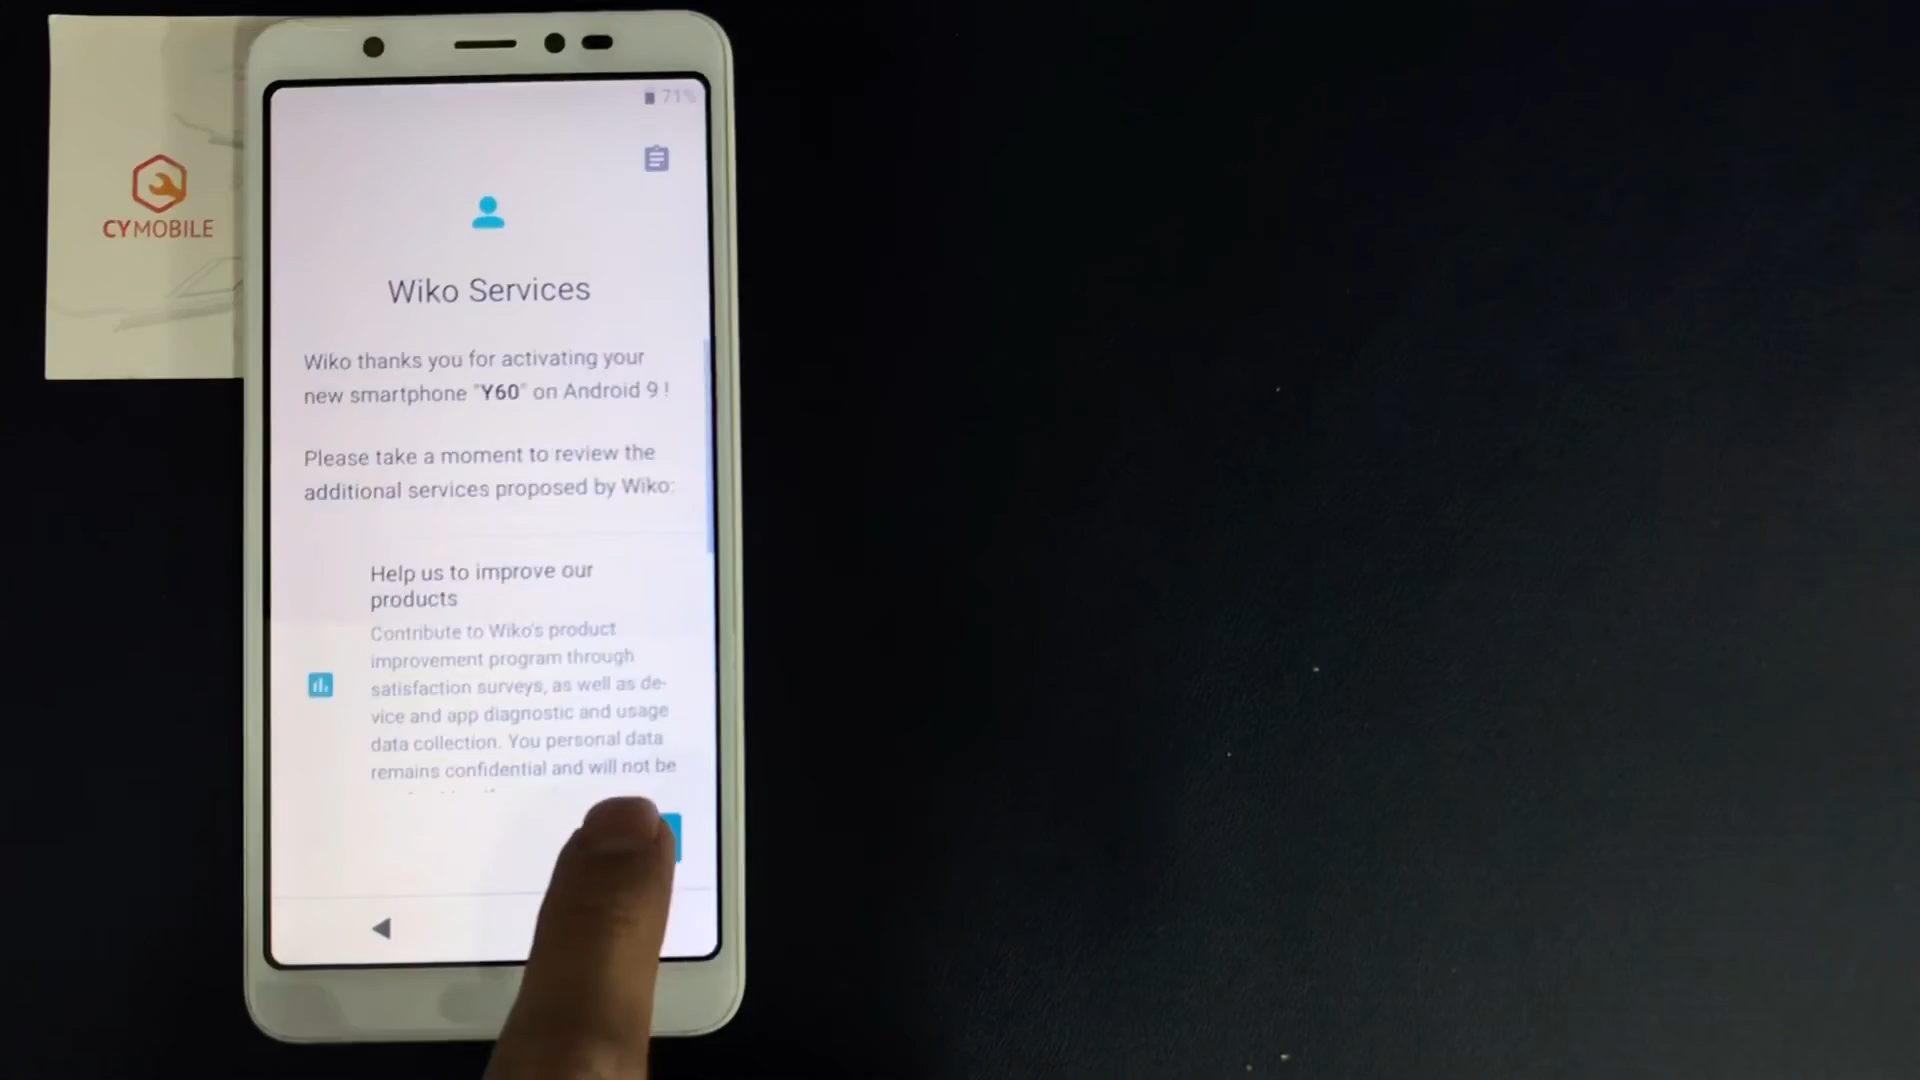 71%
CYMOBILE
Wiko Services
Wiko thanks you for activating your
new smartphone "Y60" on Android 9 !
Please take a moment to review the
additional services proposed by Wiko:
Help us to improve our
products
Contribute to Wiko's product
improvement program through
satisfaction surveys, as well as de-
vice and app diagnostic and usage
data collection. You personal data
remains confidential and will not be